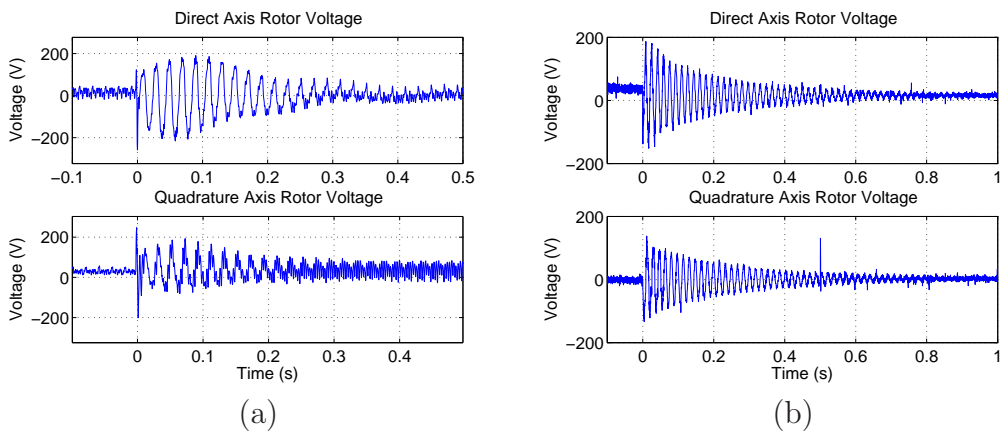 Direct Axis Rotor Voltage
Voltage (V)
200
0
−200
−0.1 0 0.1 0.2 0.3 0.4 0.5
Quadrature Axis Rotor Voltage
Voltage (V)
200
0
−200
0 0.1 0.2 0.3 0.4
Time (s)
(a)
Direct Axis Rotor Voltage
Voltage (V)
200
0
−200
0 0.2 0.4 0.6 0.8 1
Quadrature Axis Rotor Voltage
Voltage (V)
200
0
−200
0 0.2 0.4 0.6 0.8 1
Time (s)
(b)